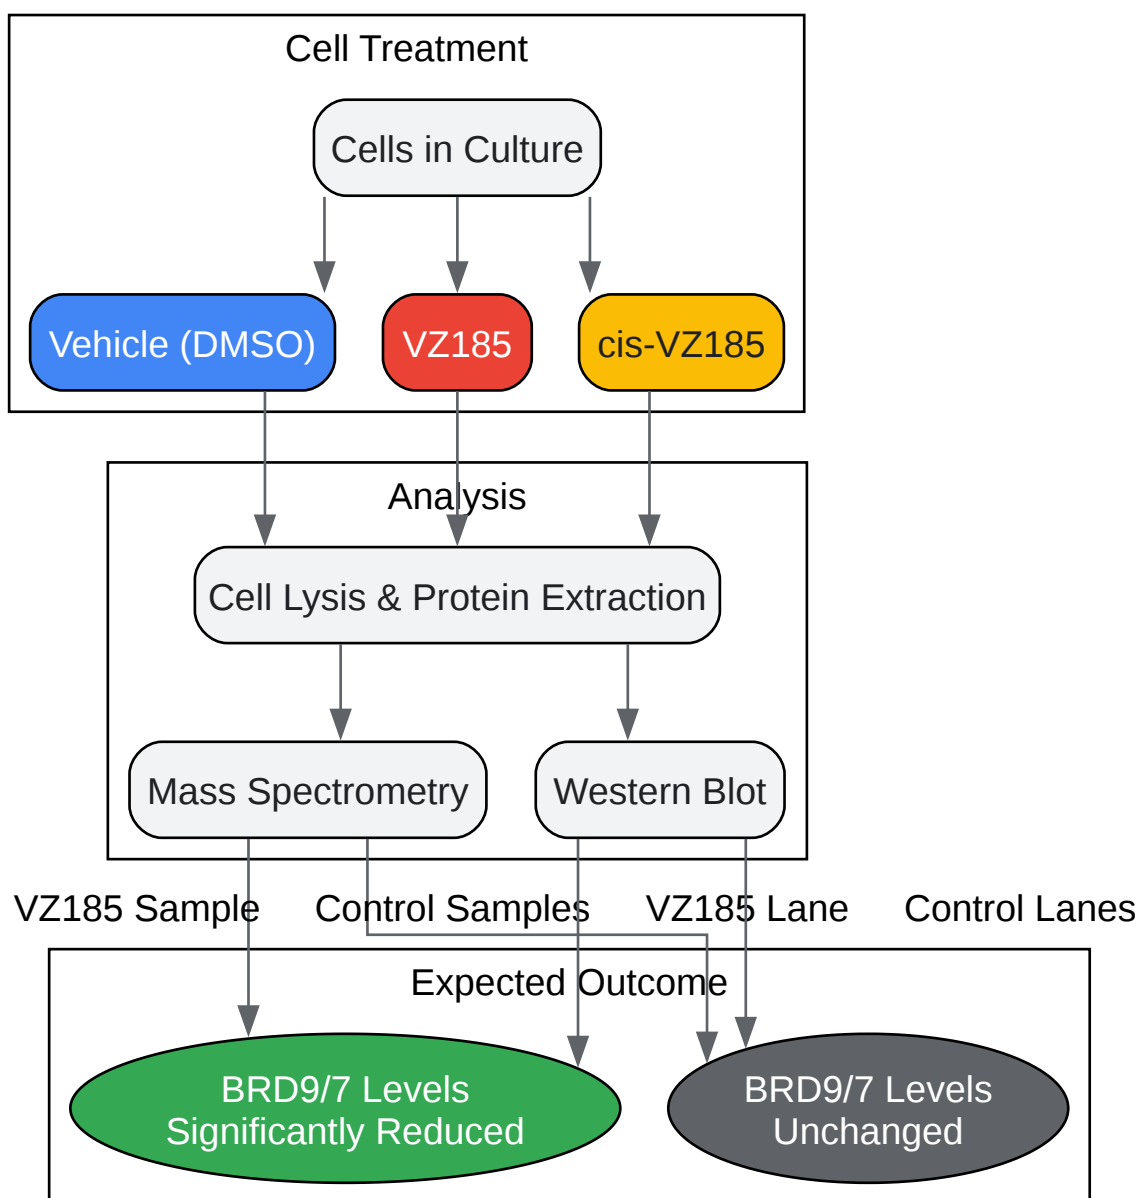 Cell Treatment
Cells in Culture
Vehicle (DMSO)
VZ185
cis-VZ185
Analysis
Cell Lysis & Protein Extraction
Mass Spectrometry
Western Blot
VZ185 Sample
Control Samples
VZ185 Lane
Control Lanes
Expected Outcome
BRD9/7 Levels
Significantly Reduced
BRD9/7 Levels
Unchanged